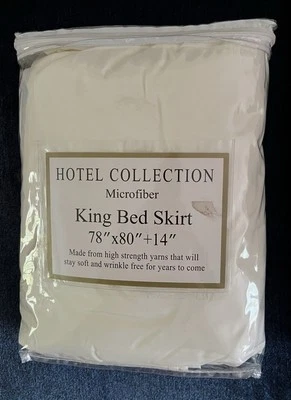 HOTEL COLLECTION
Microfiber
King Bed Skirt
78"x80"+14"
Made from high strength yarns that will
stay soft and wrinkle free for years to come